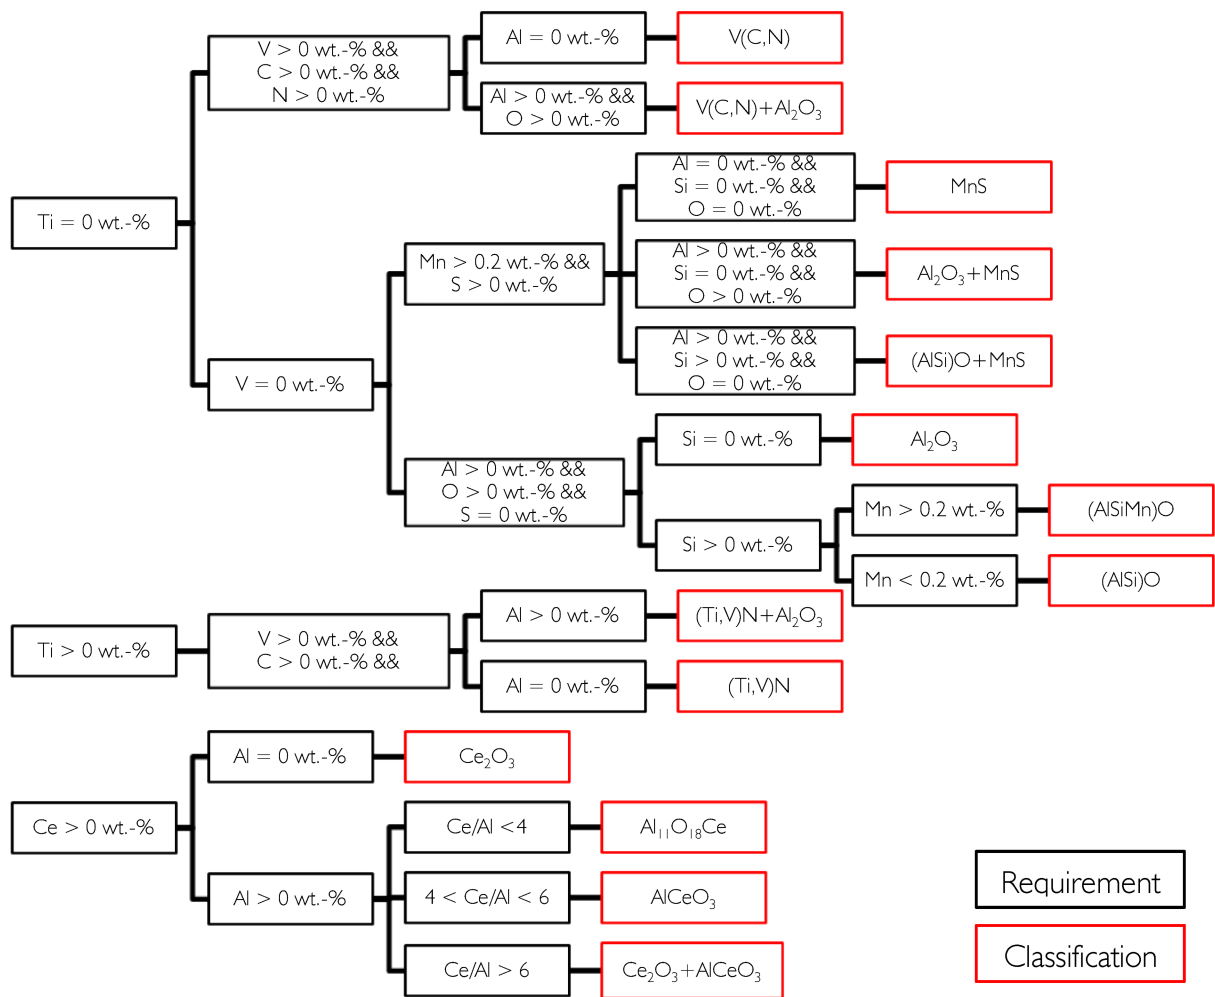 Ti = 0 wt.-%
V > 0 wt.-% &&
C > 0 wt.-% &&
N > 0 wt.-%
Al = 0 wt.-%
V(C,N)
Al > 0 wt.-% &&
O > 0 wt.-%
V(C,N)+Al₂O₃
V = 0 wt.-%
Mn > 0.2 wt.-% &&
S > 0 wt.-%
Al = 0 wt.-% &&
Si = 0 wt.-% &&
O = 0 wt.-%
MnS
Al > 0 wt.-% &&
Si = 0 wt.-% &&
O > 0 wt.-%
Al₂O₃+MnS
Al > 0 wt.-% &&
Si > 0 wt.-% &&
O = 0 wt.-%
(AlSi)O+MnS
Al > 0 wt.-% &&
O > 0 wt.-% &&
S = 0 wt.-%
Si = 0 wt.-%
Al₂O₃
Si > 0 wt.-%
Mn > 0.2 wt.-%
(AlSiMn)O
Mn < 0.2 wt.-%
(AlSi)O
Ti > 0 wt.-%
V > 0 wt.-% &&
C > 0 wt.-% &&
Al > 0 wt.-%
(Ti,V)N+Al₂O₃
Al = 0 wt.-%
(Ti,V)N
Ce > 0 wt.-%
Al = 0 wt.-%
Ce₂O₃
Al > 0 wt.-%
Ce/Al <4
Al₁₁O₁₈Ce
4 < Ce/Al < 6
AlCeO₃
Ce/Al > 6
Ce₂O₃+AlCeO₃
Requirement
Classification